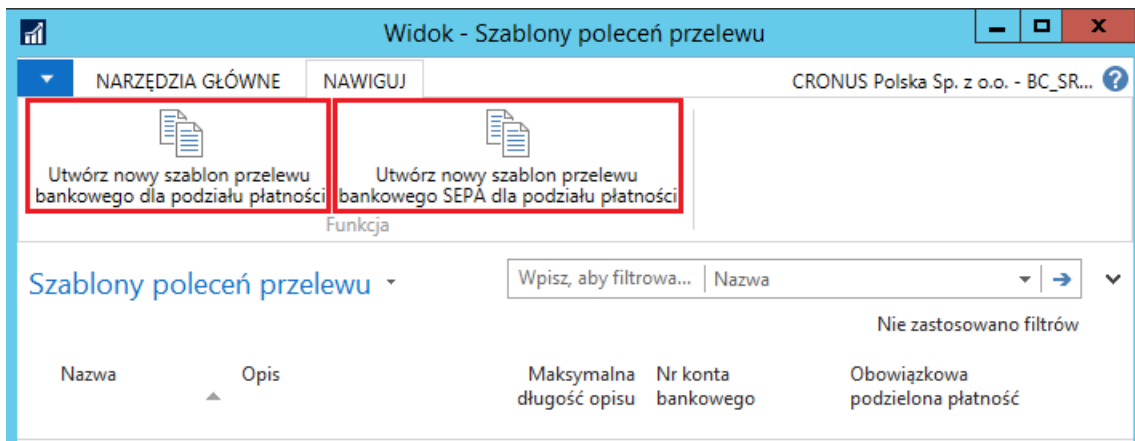 Widok - Szablony poleceń przelewu
NARZĘDZIA GŁÓWNE NAWIGUJ CRONUS Polska Sp. z o.o. - BC_SR... ?
Utwórz nowy szablon przelewu
bankowego dla podziału płatności
Utwórz nowy szablon przelewu
bankowego SEPA dla podziału płatności
Funkcja
Szablony poleceń przelewu
Wpisz, aby filtrowa... Nazwa
Nie zastosowano filtrów
Nazwa Opis Maksymalna długość opisu Nr konta bankowego Obowiązkowa podzielona płatność